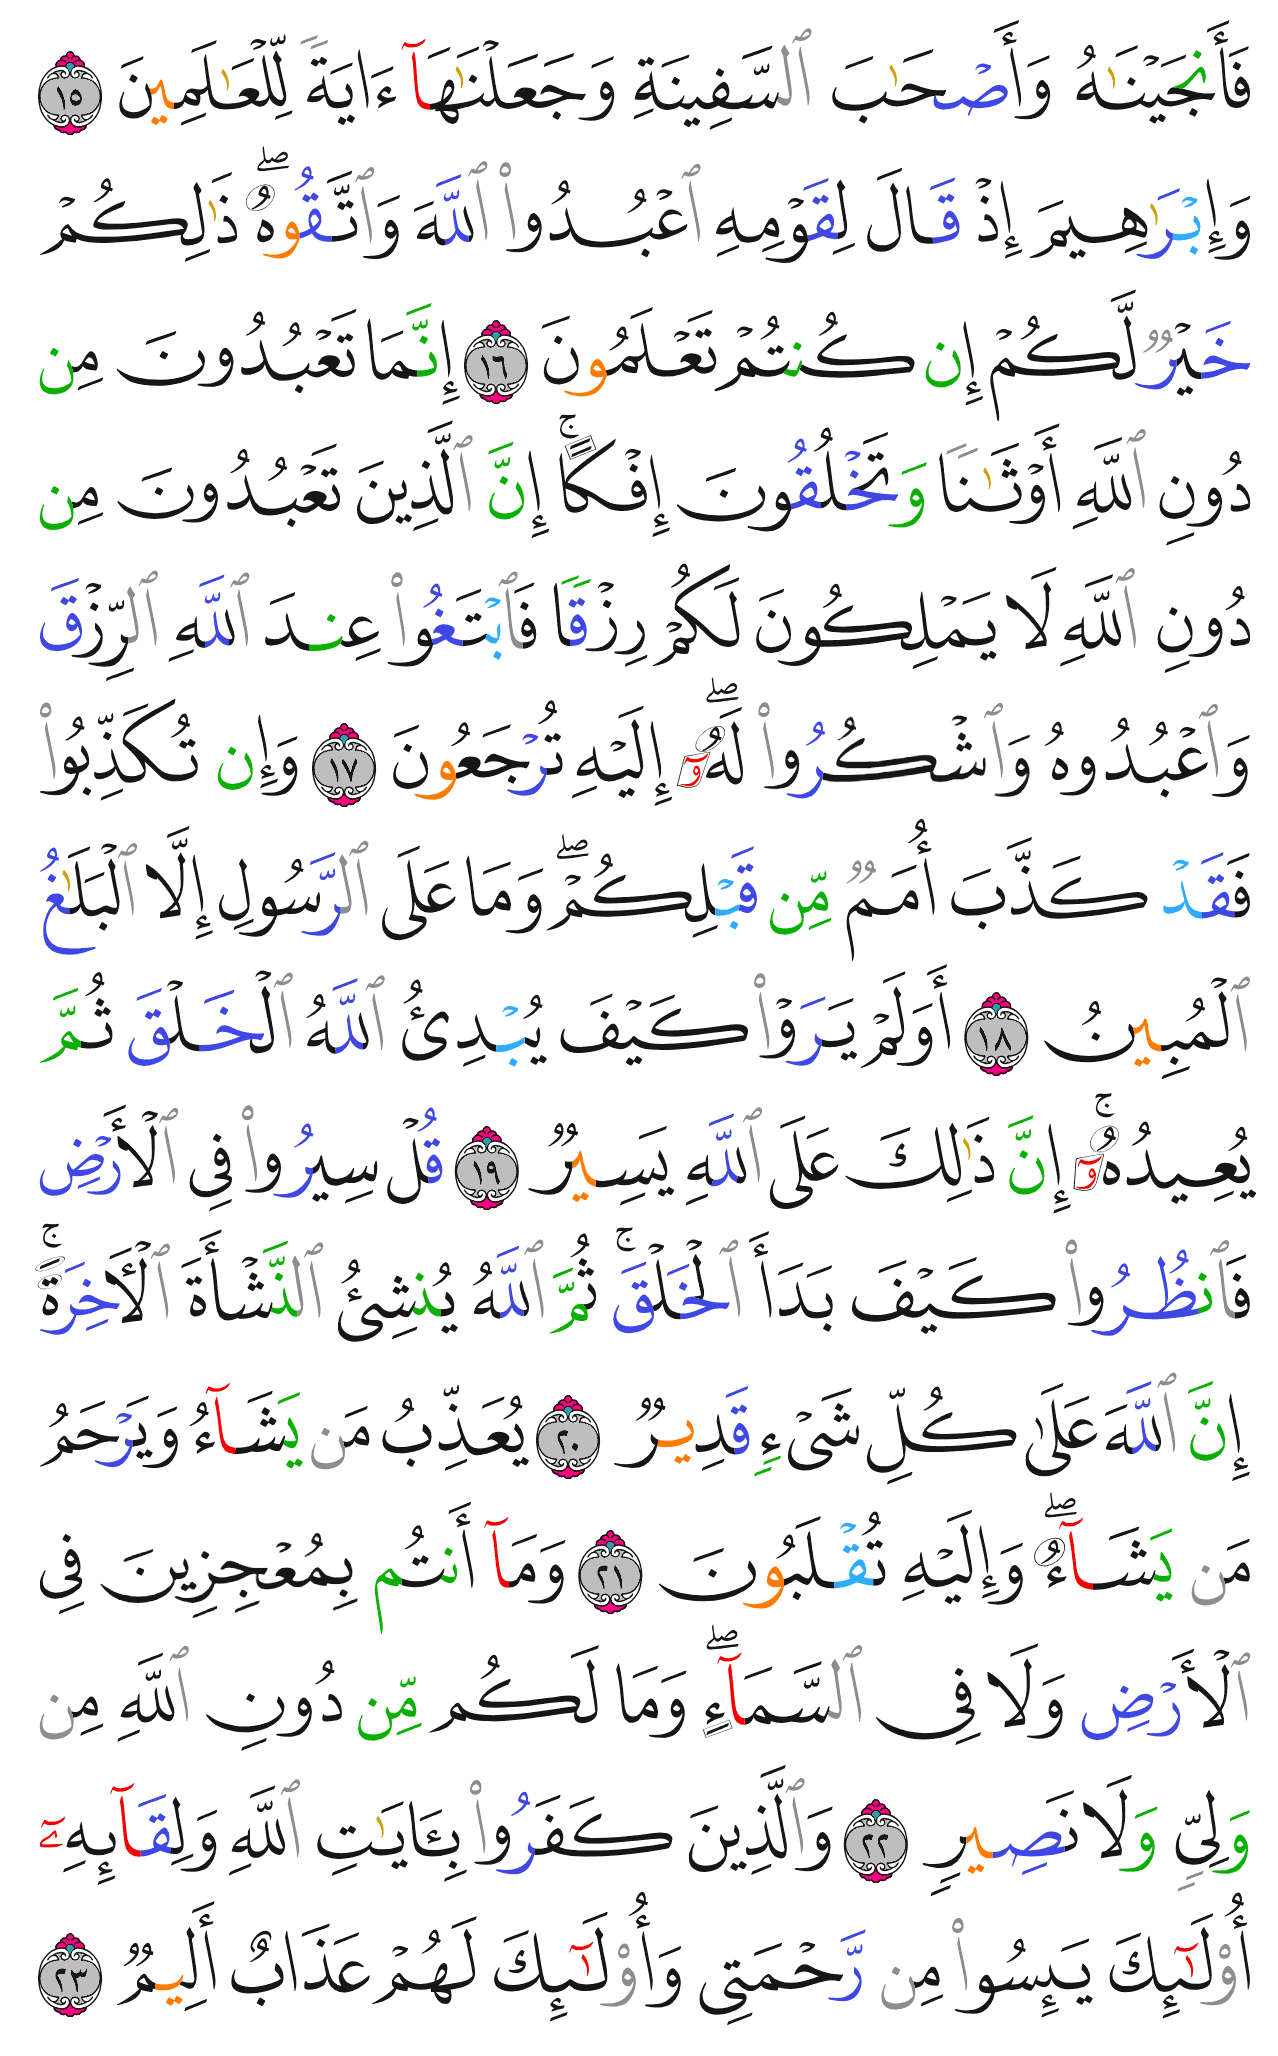 فَأَنجَيْنَٰهُ وَأَصْحَٰبَ ٱلسَّفِينَةِ وَجَعَلْنَٰهَآ ءَايَةً لِّلْعَٰلَمِينَ ١٥
وَإِبْرَٰهِيمَ إِذْ قَالَ لِقَوْمِهِ ٱعْبُدُوا۟ ٱللَّهَ وَٱتَّقُوهُ ۖ ذَٰلِكُمْ
خَيْرٌ لَّكُمْ إِن كُنتُمْ تَعْلَمُونَ ١٦ إِنَّمَا تَعْبُدُونَ مِن
دُونِ ٱللَّهِ أَوْثَٰنًا وَتَخْلُقُونَ إِفْكًا ۚ إِنَّ ٱلَّذِينَ تَعْبُدُونَ مِن
دُونِ ٱللَّهِ لَا يَمْلِكُونَ لَكُمْ رِزْقًا فَٱبْتَغُوا۟ عِندَ ٱللَّهِ ٱلرِّزْقَ
وَٱعْبُدُوهُ وَٱشْكُرُوا۟ لَهُۥٓ ۖ إِلَيْهِ تُرْجَعُونَ ١٧ وَإِن تُكَذِّبُوا۟
فَقَدْ كَذَّبَ أُمَمٌ مِّن قَبْلِكُمْ ۖ وَمَا عَلَى ٱلرَّسُولِ إِلَّا ٱلْبَلَٰغُ
ٱلْمُبِينُ ١٨ أَوَلَمْ يَرَوْا۟ كَيْفَ يُبْدِئُ ٱللَّهُ ٱلْخَلْقَ ثُمَّ
يُعِيدُهُۥٓ ۚ إِنَّ ذَٰلِكَ عَلَى ٱللَّهِ يَسِيرٌ ١٩ قُلْ سِيرُوا۟ فِى ٱلْأَرْضِ
فَٱنظُرُوا۟ كَيْفَ بَدَأَ ٱلْخَلْقَ ۚ ثُمَّ ٱللَّهُ يُنشِئُ ٱلنَّشْأَةَ ٱلْءَاخِرَةَ ۚ
إِنَّ ٱللَّهَ عَلَىٰ كُلِّ شَىْءٍ قَدِيرٌ ٢٠ يُعَذِّبُ مَن يَشَآءُ وَيَرْحَمُ
مَن يَشَآءُ ۖ وَإِلَيْهِ تُقْلَبُونَ ٢١ وَمَآ أَنتُم بِمُعْجِزِينَ فِى
ٱلْأَرْضِ وَلَا فِى ٱلسَّمَآءِ ۖ وَمَا لَكُم مِّن دُونِ ٱللَّهِ مِن
وَلِىٍّ وَلَا نَصِيرٍ ٢٢ وَٱلَّذِينَ كَفَرُوا۟ بِـَٔايَٰتِ ٱللَّهِ وَلِقَآئِهِۦٓ
أُو۟لَٰٓئِكَ يَئِسُوا۟ مِن رَّحْمَتِى وَأُو۟لَٰٓئِكَ لَهُمْ عَذَابٌ أَلِيمٌ ٢٣